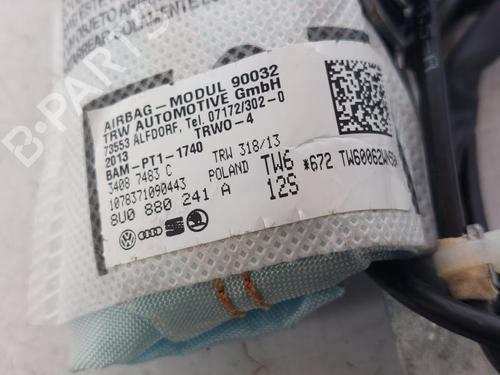 AIRBAG-MODUL 90032
TRW AUTOMOTIVE GmbH
73553 ALFDORF, Tel. 07172/302-0
2013 TRWO-4
BAM-PT1-1740 TRW 318/13
3408 7483 C POLAND
1078371090443
8U0 880 241 A
TW6
12S
*672 TW60062W